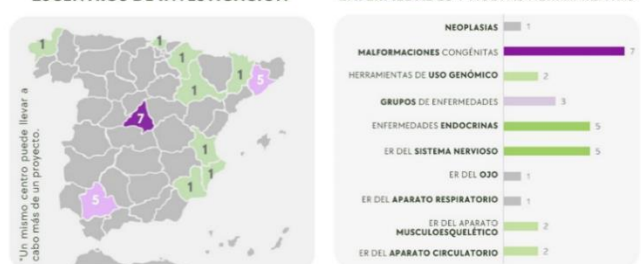 1
1
1
1
1
5
7
1
1
1
5
*Un mismo centro puede llevar a
cabo más de un proyecto.
NEOPLASIAS 1
MALFORMACIONES CONGÉNITAS 7
HERRAMIENTAS DE USO GENÓMICO 2
GRUPOS DE ENFERMEDADES 3
ENFERMEDADES ENDOCRINAS 5
ER DEL SISTEMA NERVIOSO 5
ER DEL OJO 1
ER DEL APARATO RESPIRATORIO 1
ER DEL APARATO
MUSCULOESQUELÉTICO 2
ER DEL APARATO CIRCULATORIO 2